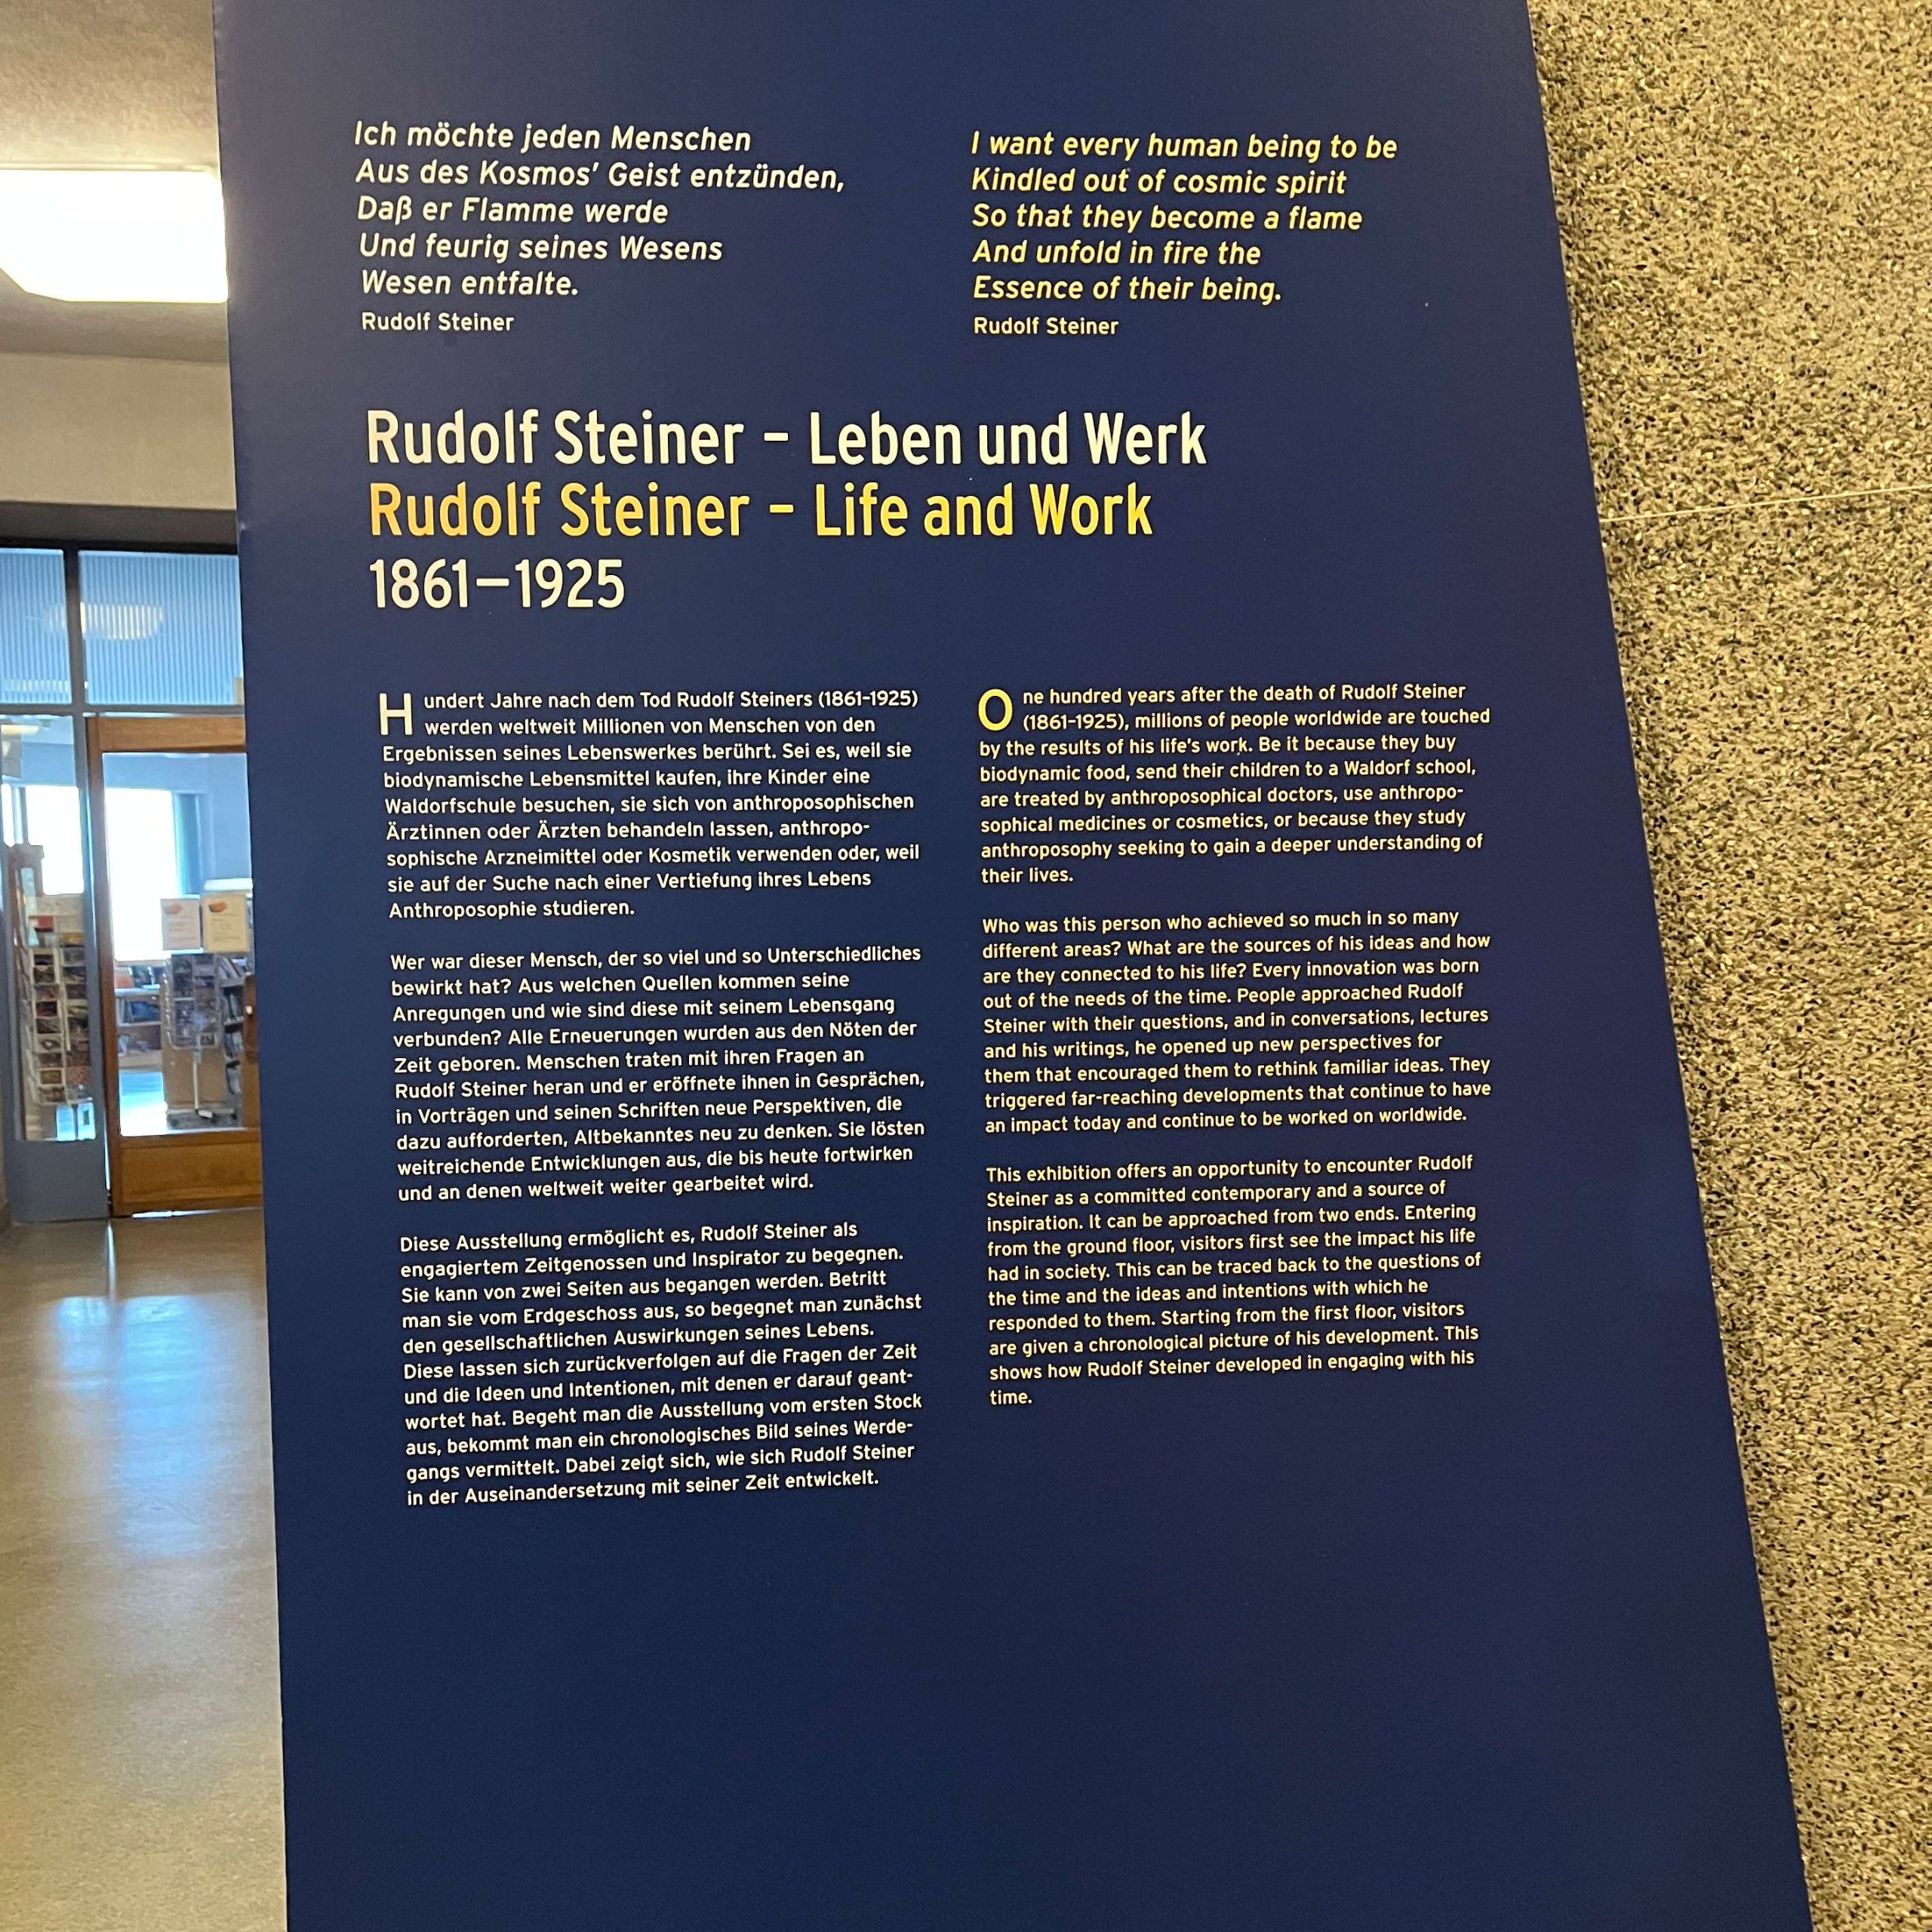 Ich möchte jeden Menschen
Aus des Kosmos’ Geist entzünden,
Daß er Flamme werde
Und feurig seines Wesens
Wesen entfalte.
Rudolf Steiner
I want every human being to be
Kindled out of cosmic spirit
So that they become a flame
And unfold in fire the
Essence of their being.
Rudolf Steiner
Rudolf Steiner – Leben und Werk
Rudolf Steiner – Life and Work
1861–1925
Hundert Jahre nach dem Tod Rudolf Steiners (1861–1925)
werden weltweit Millionen von Menschen von den
Ergebnissen seines Lebenswerkes berührt. Sei es, weil sie
biodynamische Lebensmittel kaufen, ihre Kinder eine
Waldorfschule besuchen, sie sich von anthroposophischen
Ärztinnen oder Ärzten behandeln lassen, anthropo-
sophische Arzneimittel oder Kosmetik verwenden oder, weil
sie auf der Suche nach einer Vertiefung ihres Lebens
Anthroposophie studieren.
Wer war dieser Mensch, der so viel und so Unterschiedliches
bewirkt hat? Aus welchen Quellen kommen seine
Anregungen und wie sind diese mit seinem Lebensgang
verbunden? Alle Erneuerungen wurden aus den Nöten der
Zeit geboren. Menschen traten mit ihren Fragen an
Rudolf Steiner heran und er eröffnete ihnen in Gesprächen,
in Vorträgen und seinen Schriften neue Perspektiven, die
dazu aufforderten, Altbekanntes neu zu denken. Sie lösten
weitreichende Entwicklungen aus, die bis heute fortwirken
und an denen weltweit weiter gearbeitet wird.
Diese Ausstellung ermöglicht es, Rudolf Steiner als
engagiertem Zeitgenossen und Inspirator zu begegnen.
Sie kann von zwei Seiten aus begangen werden. Betritt
man sie vom Erdgeschoss aus, so begegnet man zunächst
den gesellschaftlichen Auswirkungen seines Lebens.
Diese lassen sich zurückverfolgen auf die Fragen der Zeit
und die Ideen und Intentionen, mit denen er darauf geant-
wortet hat. Begeht man die Ausstellung vom ersten Stock
aus, bekommt man ein chronologisches Bild seines Werde-
gangs vermittelt. Dabei zeigt sich, wie sich Rudolf Steiner
in der Auseinandersetzung mit seiner Zeit entwickelt.
One hundred years after the death of Rudolf Steiner
(1861–1925), millions of people worldwide are touched
by the results of his life’s work. Be it because they buy
biodynamic food, send their children to a Waldorf school,
are treated by anthroposophical doctors, use anthropo-
sophical medicines or cosmetics, or because they study
anthroposophy seeking to gain a deeper understanding of
their lives.
Who was this person who achieved so much in so many
different areas? What are the sources of his ideas and how
are they connected to his life? Every innovation was born
out of the needs of the time. People approached Rudolf
Steiner with their questions, and in conversations, lectures
and his writings, he opened up new perspectives for
them that encouraged them to rethink familiar ideas. They
triggered far-reaching developments that continue to have
an impact today and continue to be worked on worldwide.
This exhibition offers an opportunity to encounter Rudolf
Steiner as a committed contemporary and a source of
inspiration. It can be approached from two ends. Entering
from the ground floor, visitors first see the impact his life
had in society. This can be traced back to the questions of
the time and the ideas and intentions with which he
responded to them. Starting from the first floor, visitors
are given a chronological picture of his development. This
shows how Rudolf Steiner developed in engaging with his
time.